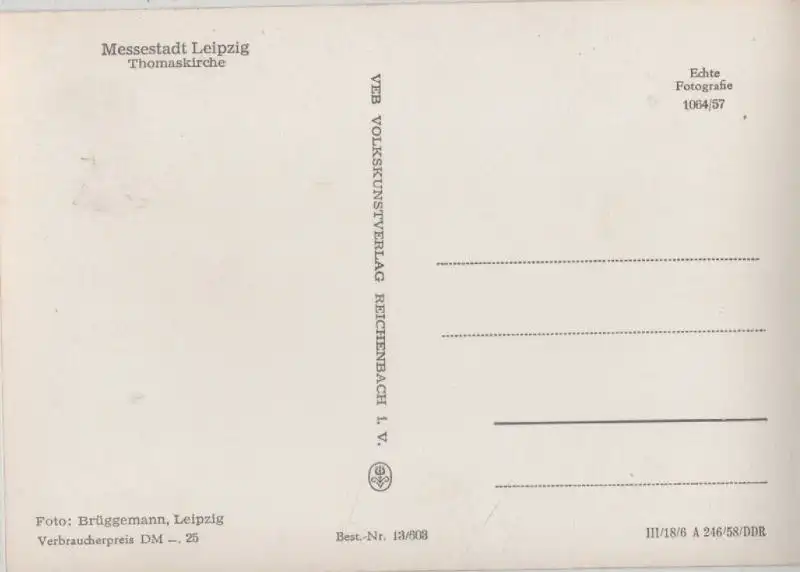 Messestadt Leipzig
Thomaskirche
Echte
Fotografie
1064/57
VEB VOLKSKUNSTVERLAG REICHENBACH i. V.
Foto: Brüggemann, Leipzig
Verbraucherpreis DM –. 25
Best.-Nr. 13/603
III/18/6 A 246/58/DDR